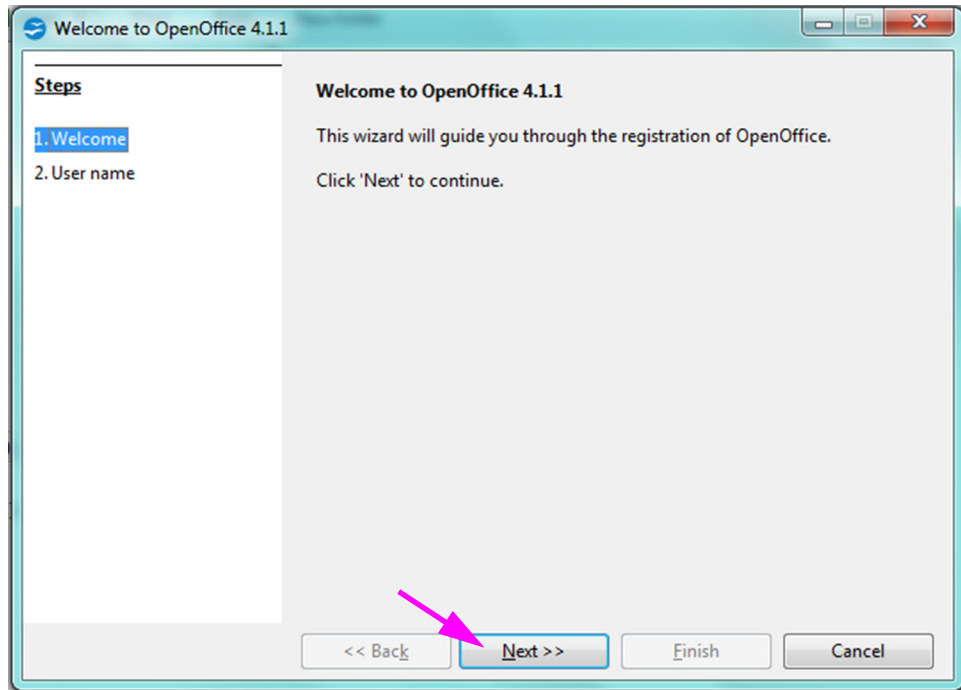 Welcome to OpenOffice 4.1.1
Steps
1. Welcome
2. User name
Welcome to OpenOffice 4.1.1
This wizard will guide you through the registration of OpenOffice.
Click 'Next' to continue.
<< Back
Next >>
Finish
Cancel